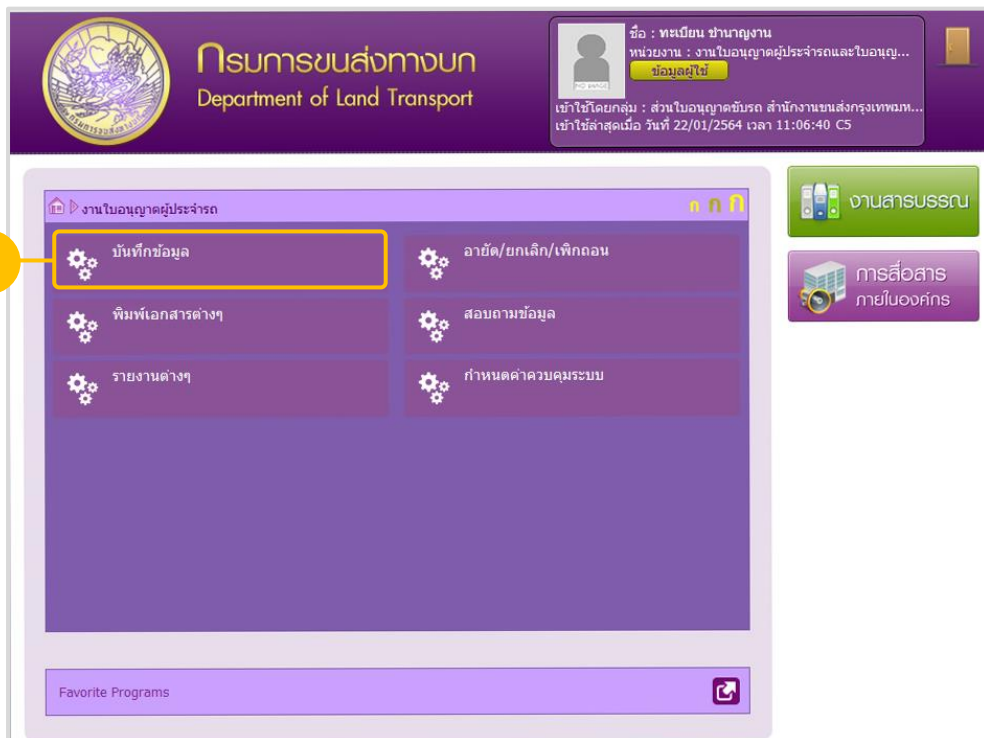 กรมการขนส่งทางบก
Department of Land Transport
ชื่อ : ทะเบียน ชำนาญงาน
หน่วยงาน : งานใบอนุญาตผู้ประจำรถและใบอนุญ...
ข้อมูลผู้ใช้
NO IMAGE
เข้าใช้โดยกลุ่ม : ส่วนใบอนุญาตขับรถ สำนักงานขนส่งกรุงเทพมห...
เข้าใช้ล่าสุดเมื่อ วันที่ 22/01/2564 เวลา 11:06:40 C5
งานใบอนุญาตผู้ประจำรถ
ก ก ก
บันทึกข้อมูล
อายัด/ยกเลิก/เพิกถอน
พิมพ์เอกสารต่างๆ
สอบถามข้อมูล
รายงานต่างๆ
กำหนดค่าควบคุมระบบ
งานสารบรรณ
การสื่อสาร
ภายในองค์กร
Favorite Programs